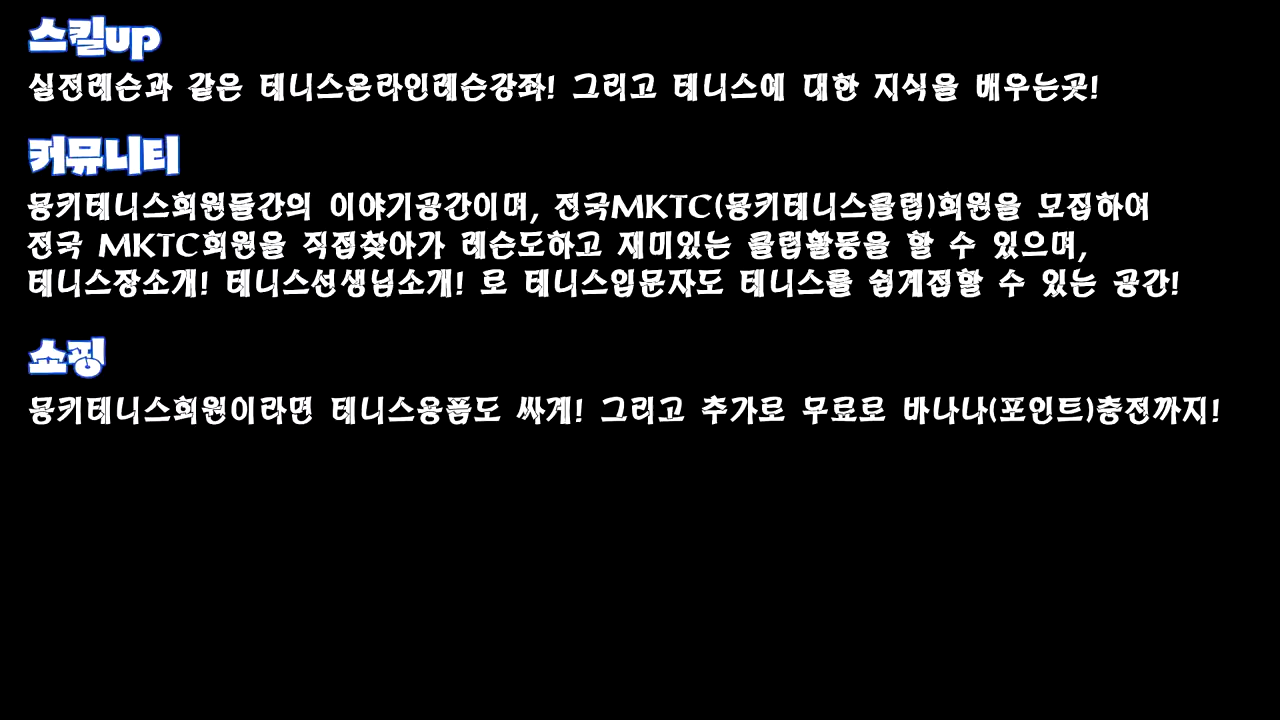 스킬up
실전레슨과 같은 테니스온라인레슨강좌! 그리고 테니스에 대한 지식을 배우는곳!
커뮤니티
몽키테니스회원들간의 이야기공간이며, 전국MKTC(몽키테니스클럽)회원을 모집하여
전국 MKTC회원을 직접찾아가 레슨도하고 재미있는 클럽활동을 할 수 있으며,
테니스장소개! 테니스선생님소개! 로 테니스입문자도 테니스를 쉽게접할 수 있는 공간!
쇼핑
몽키테니스회원이라면 테니스용품도 싸게! 그리고 추가로 무료로 바나나(포인트)충전까지!